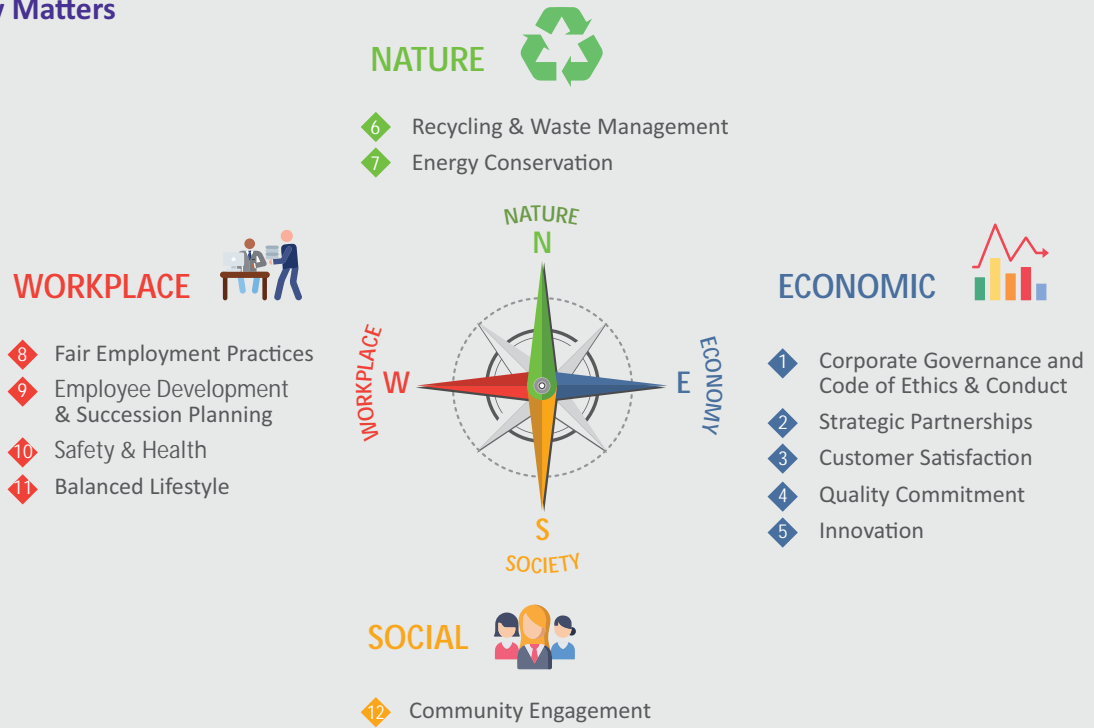 Matters
NATURE
6 Recycling & Waste Management
7 Energy Conservation
WORKPLACE
8 Fair Employment Practices
9 Employee Development
& Succession Planning
10 Safety & Health
11 Balanced Lifestyle
NATURE
N
WORKPLACE
W
E
ECONOMY
S
SOCIETY
ECONOMIC
1 Corporate Governance and
Code of Ethics & Conduct
2 Strategic Partnerships
3 Customer Satisfaction
4 Quality Commitment
5 Innovation
SOCIAL
12 Community Engagement